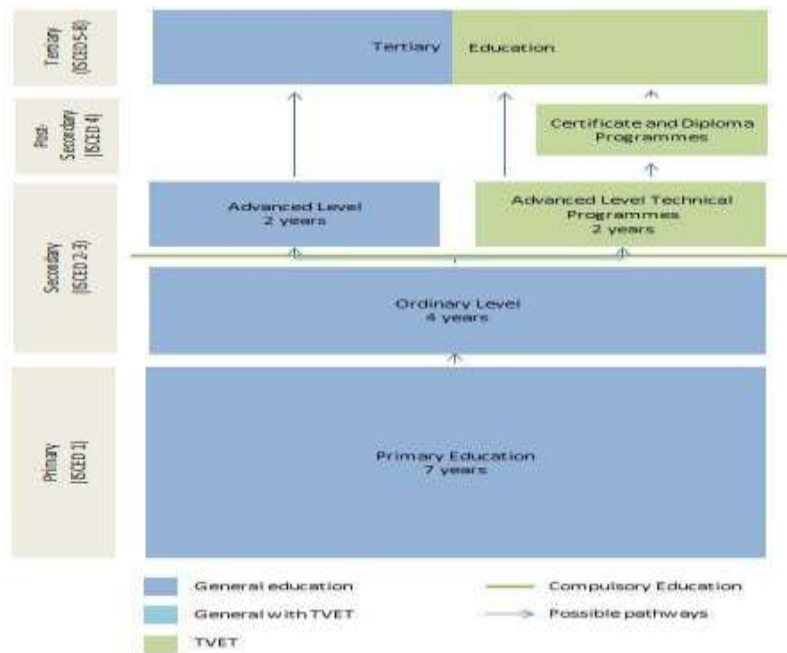 Tertiary
(ISCED 5-8)
Tertiary Education
Post-
Secondary
(ISCED 4)
Certificate and Diploma
Programmes
Secondary
(ISCED 2-3)
Advanced Level
2 years
Advanced Level Technical
Programmes
2 years
Ordinary Level
4 years
Primary
(ISCED 1)
Primary Education
7 years
General education
Compulsory Education
General with TVET
Possible pathways
TVET